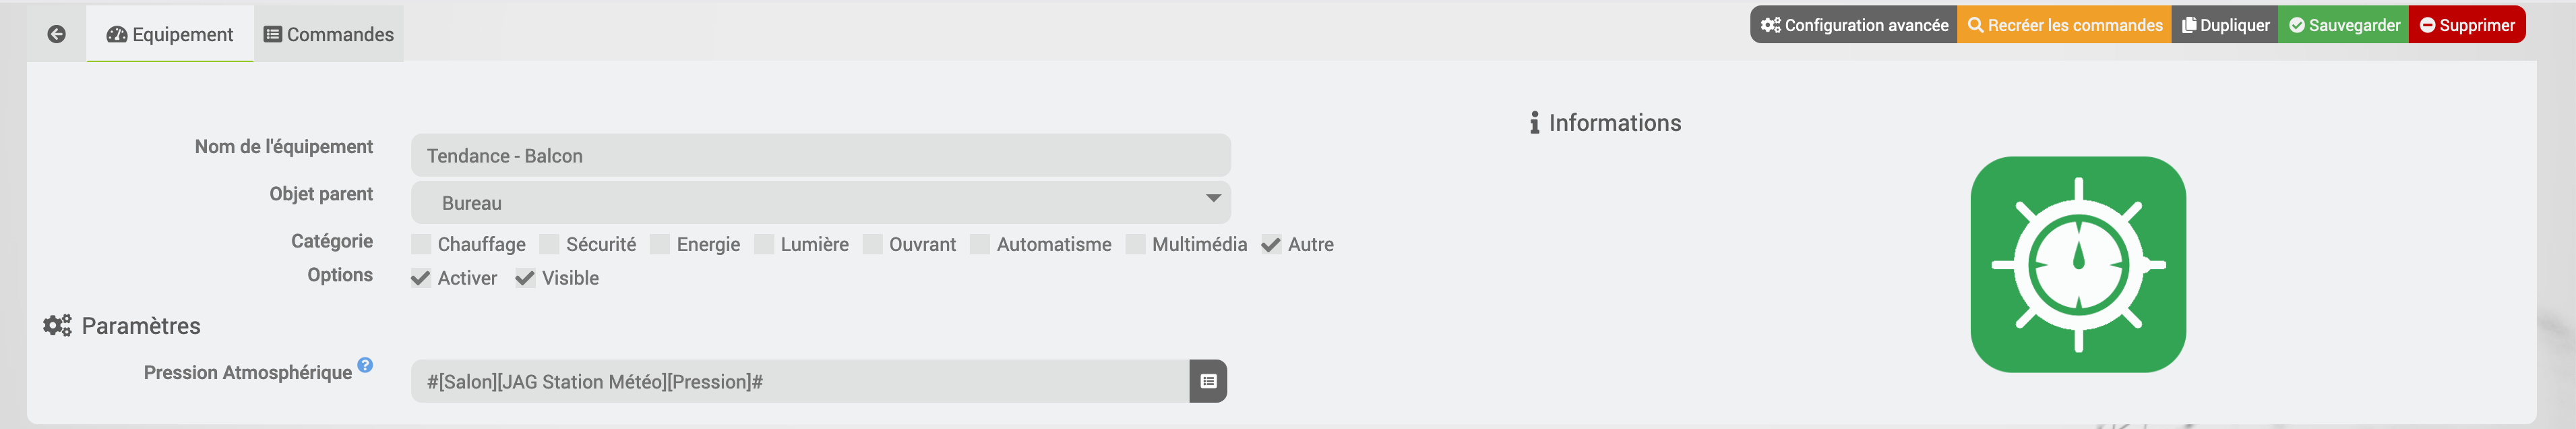 Equipement
Commandes
Configuration avancée
Recréer les commandes
Dupliquer
Sauvegarder
Supprimer
Nom de l'équipement
Tendance - Balcon
Objet parent
Bureau
Catégorie
Chauffage Sécurité Energie Lumière Ouvrant Automatisme Multimédia Autre
Options
Activer Visible
Paramètres
Pression Atmosphérique ?
#[Salon][JAG Station Météo][Pression]#
Informations